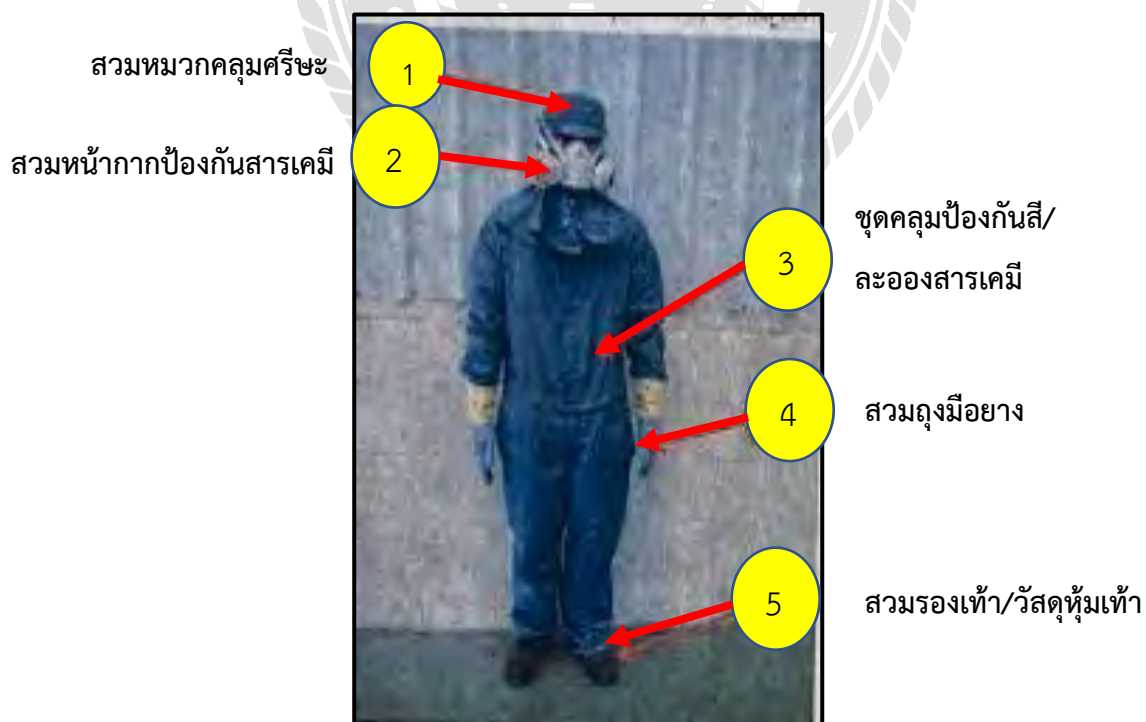 สวมหมวกคลุมศรีษะ
1
สวมหน้ากากป้องกันสารเคมี
2
3
ชุดคลุมป้องกันสี/
ละอองสารเคมี
4
สวมถุงมือยาง
5
สวมรองเท้า/วัสดุหุ้มเท้า